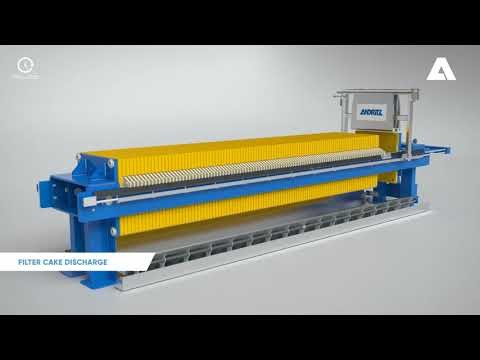 ANDRITZ
FILTER CAKE DISCHARGE